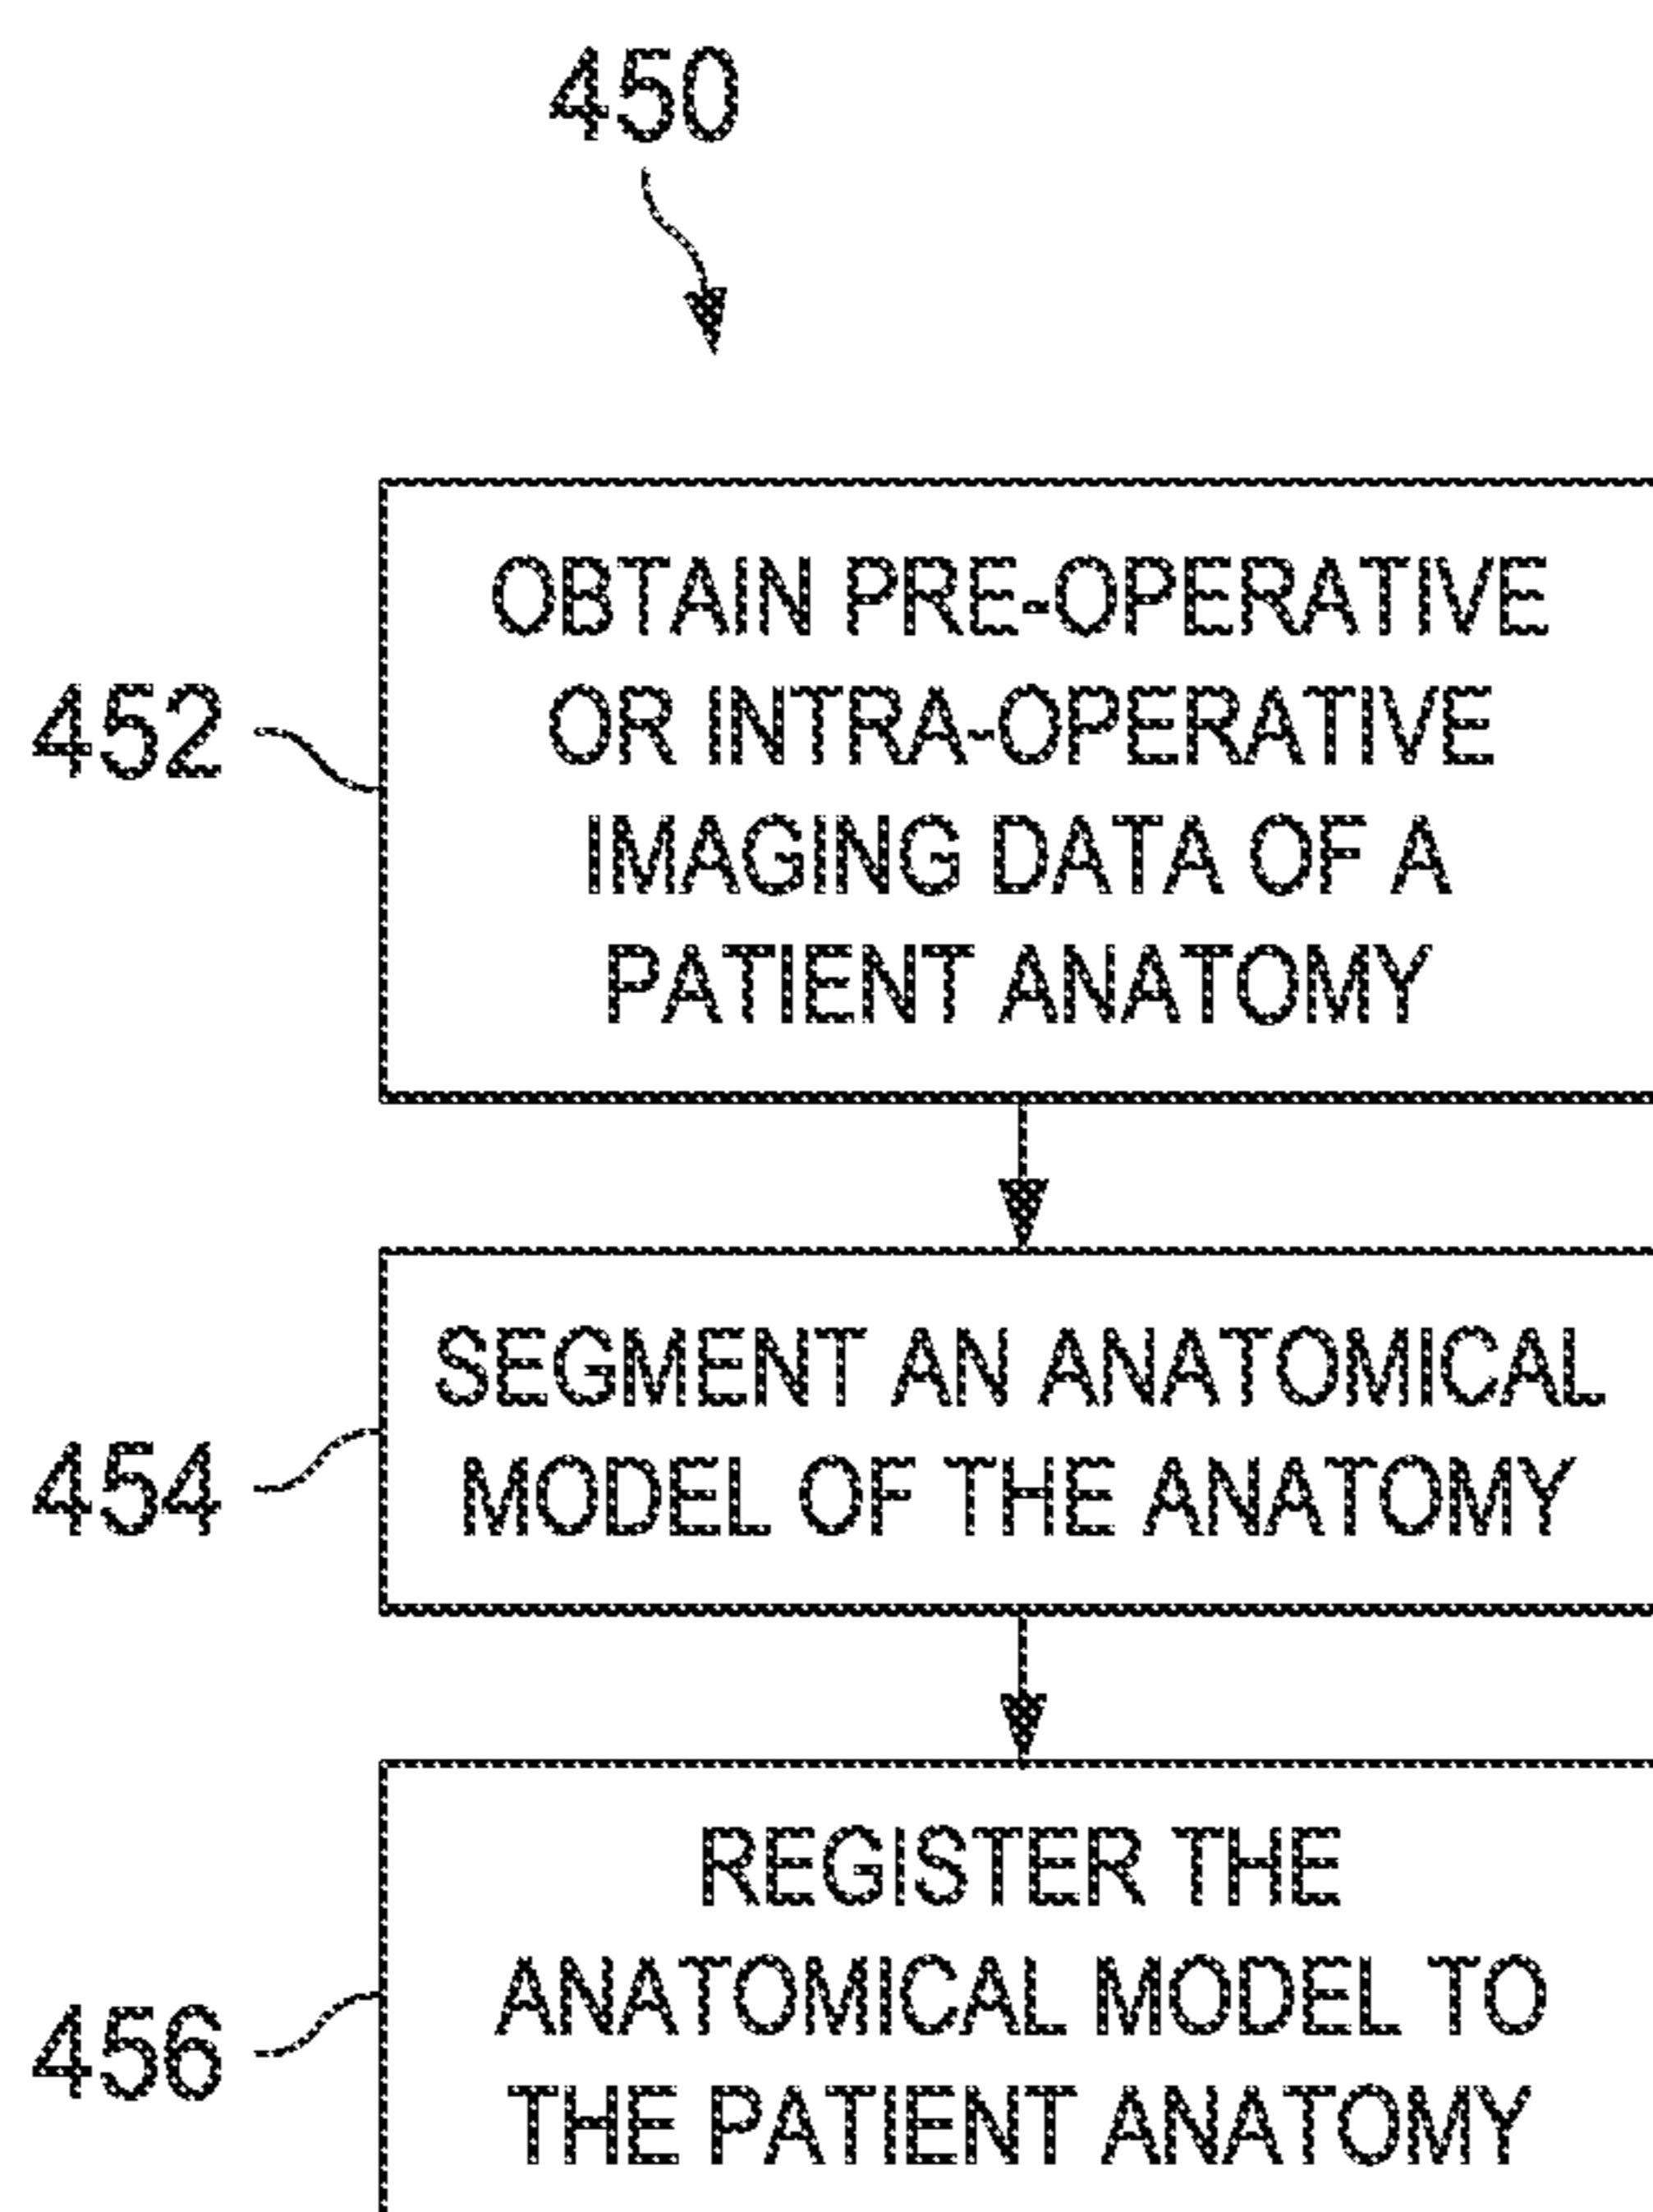 450
452
OBTAIN PRE-OPERATIVE
OR INTRA-OPERATIVE
IMAGING DATA OF A
PATIENT ANATOMY
454
SEGMENT AN ANATOMICAL
MODEL OF THE ANATOMY
456
REGISTER THE
ANATOMICAL MODEL TO
THE PATIENT ANATOMY